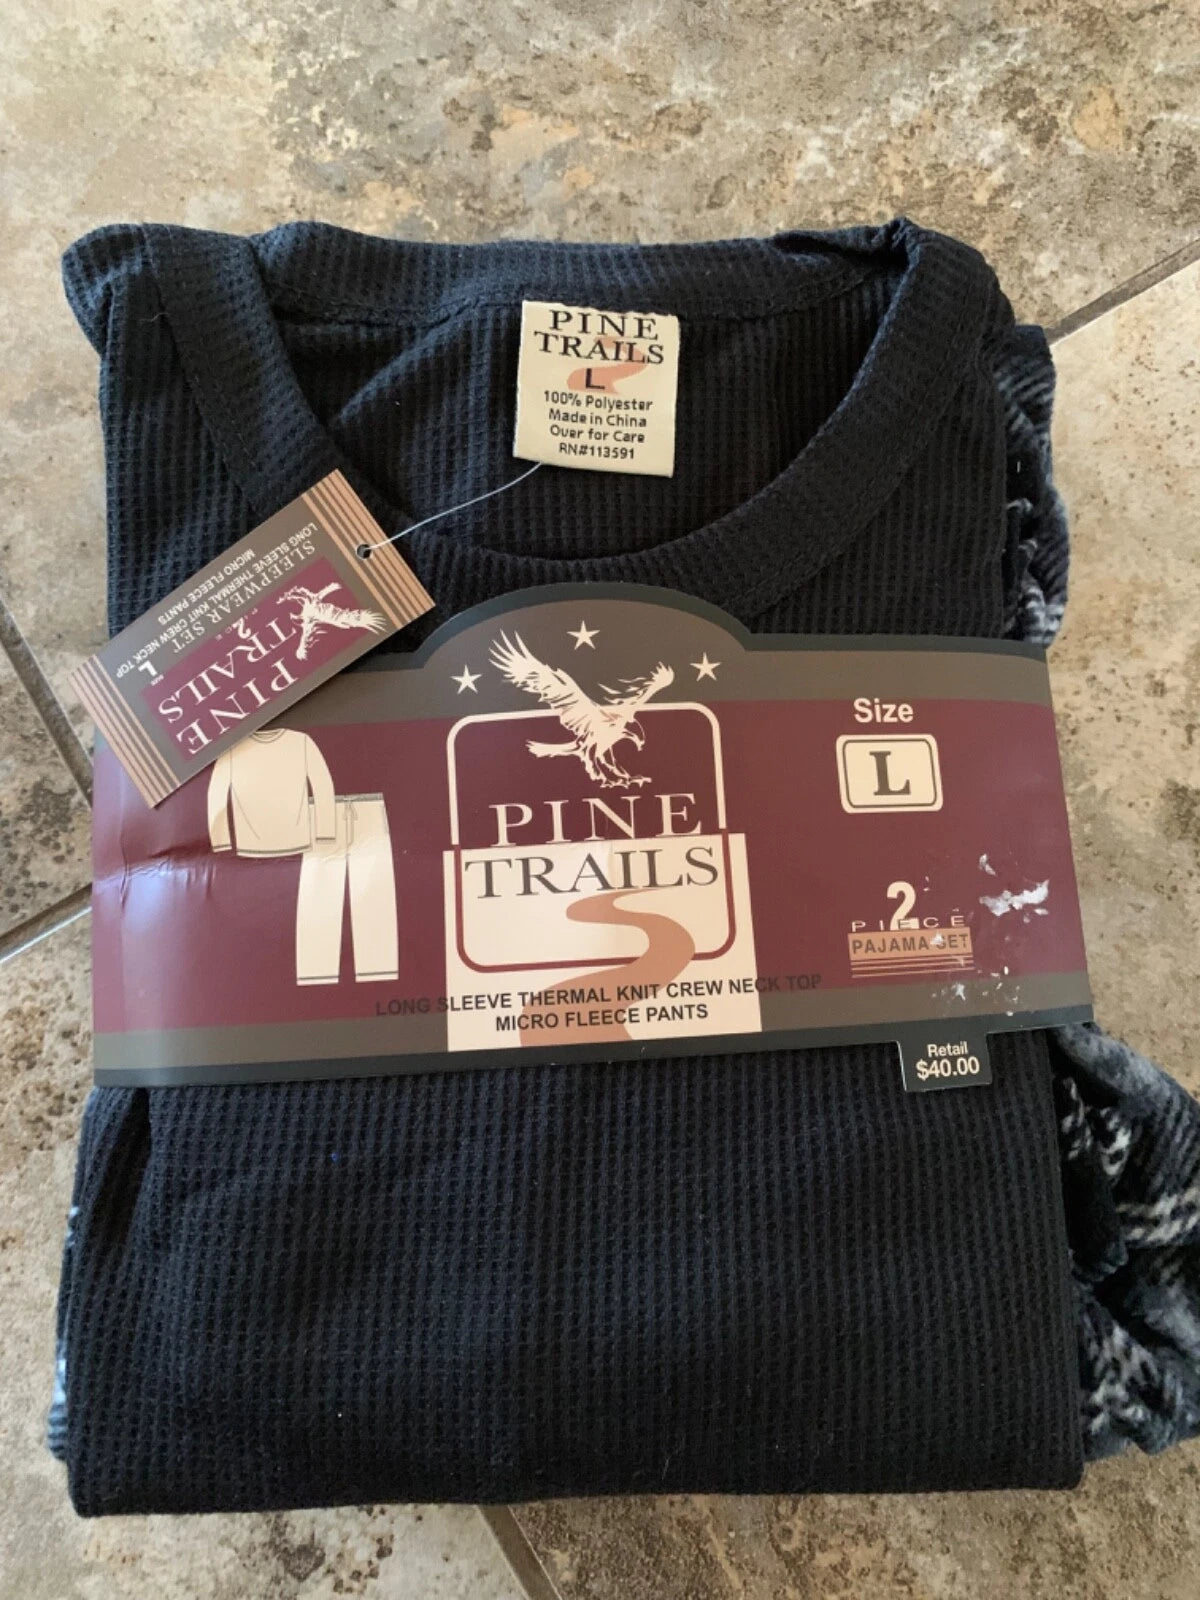 PINE
TRAILS
L
100% Polyester
Made in China
Over for Care
RN#113591
PINE
TRAILS
2
SIZE
L
SLEEPWEAR SET
LONG SLEEVE THERMAL KNIT CREW NECK TOP
MICRO FLEECE PANTS
Size
L
PINE
TRAILS
2
PIECE
PAJAMA SET
LONG SLEEVE THERMAL KNIT CREW NECK TOP
MICRO FLEECE PANTS
Retail
$40.00